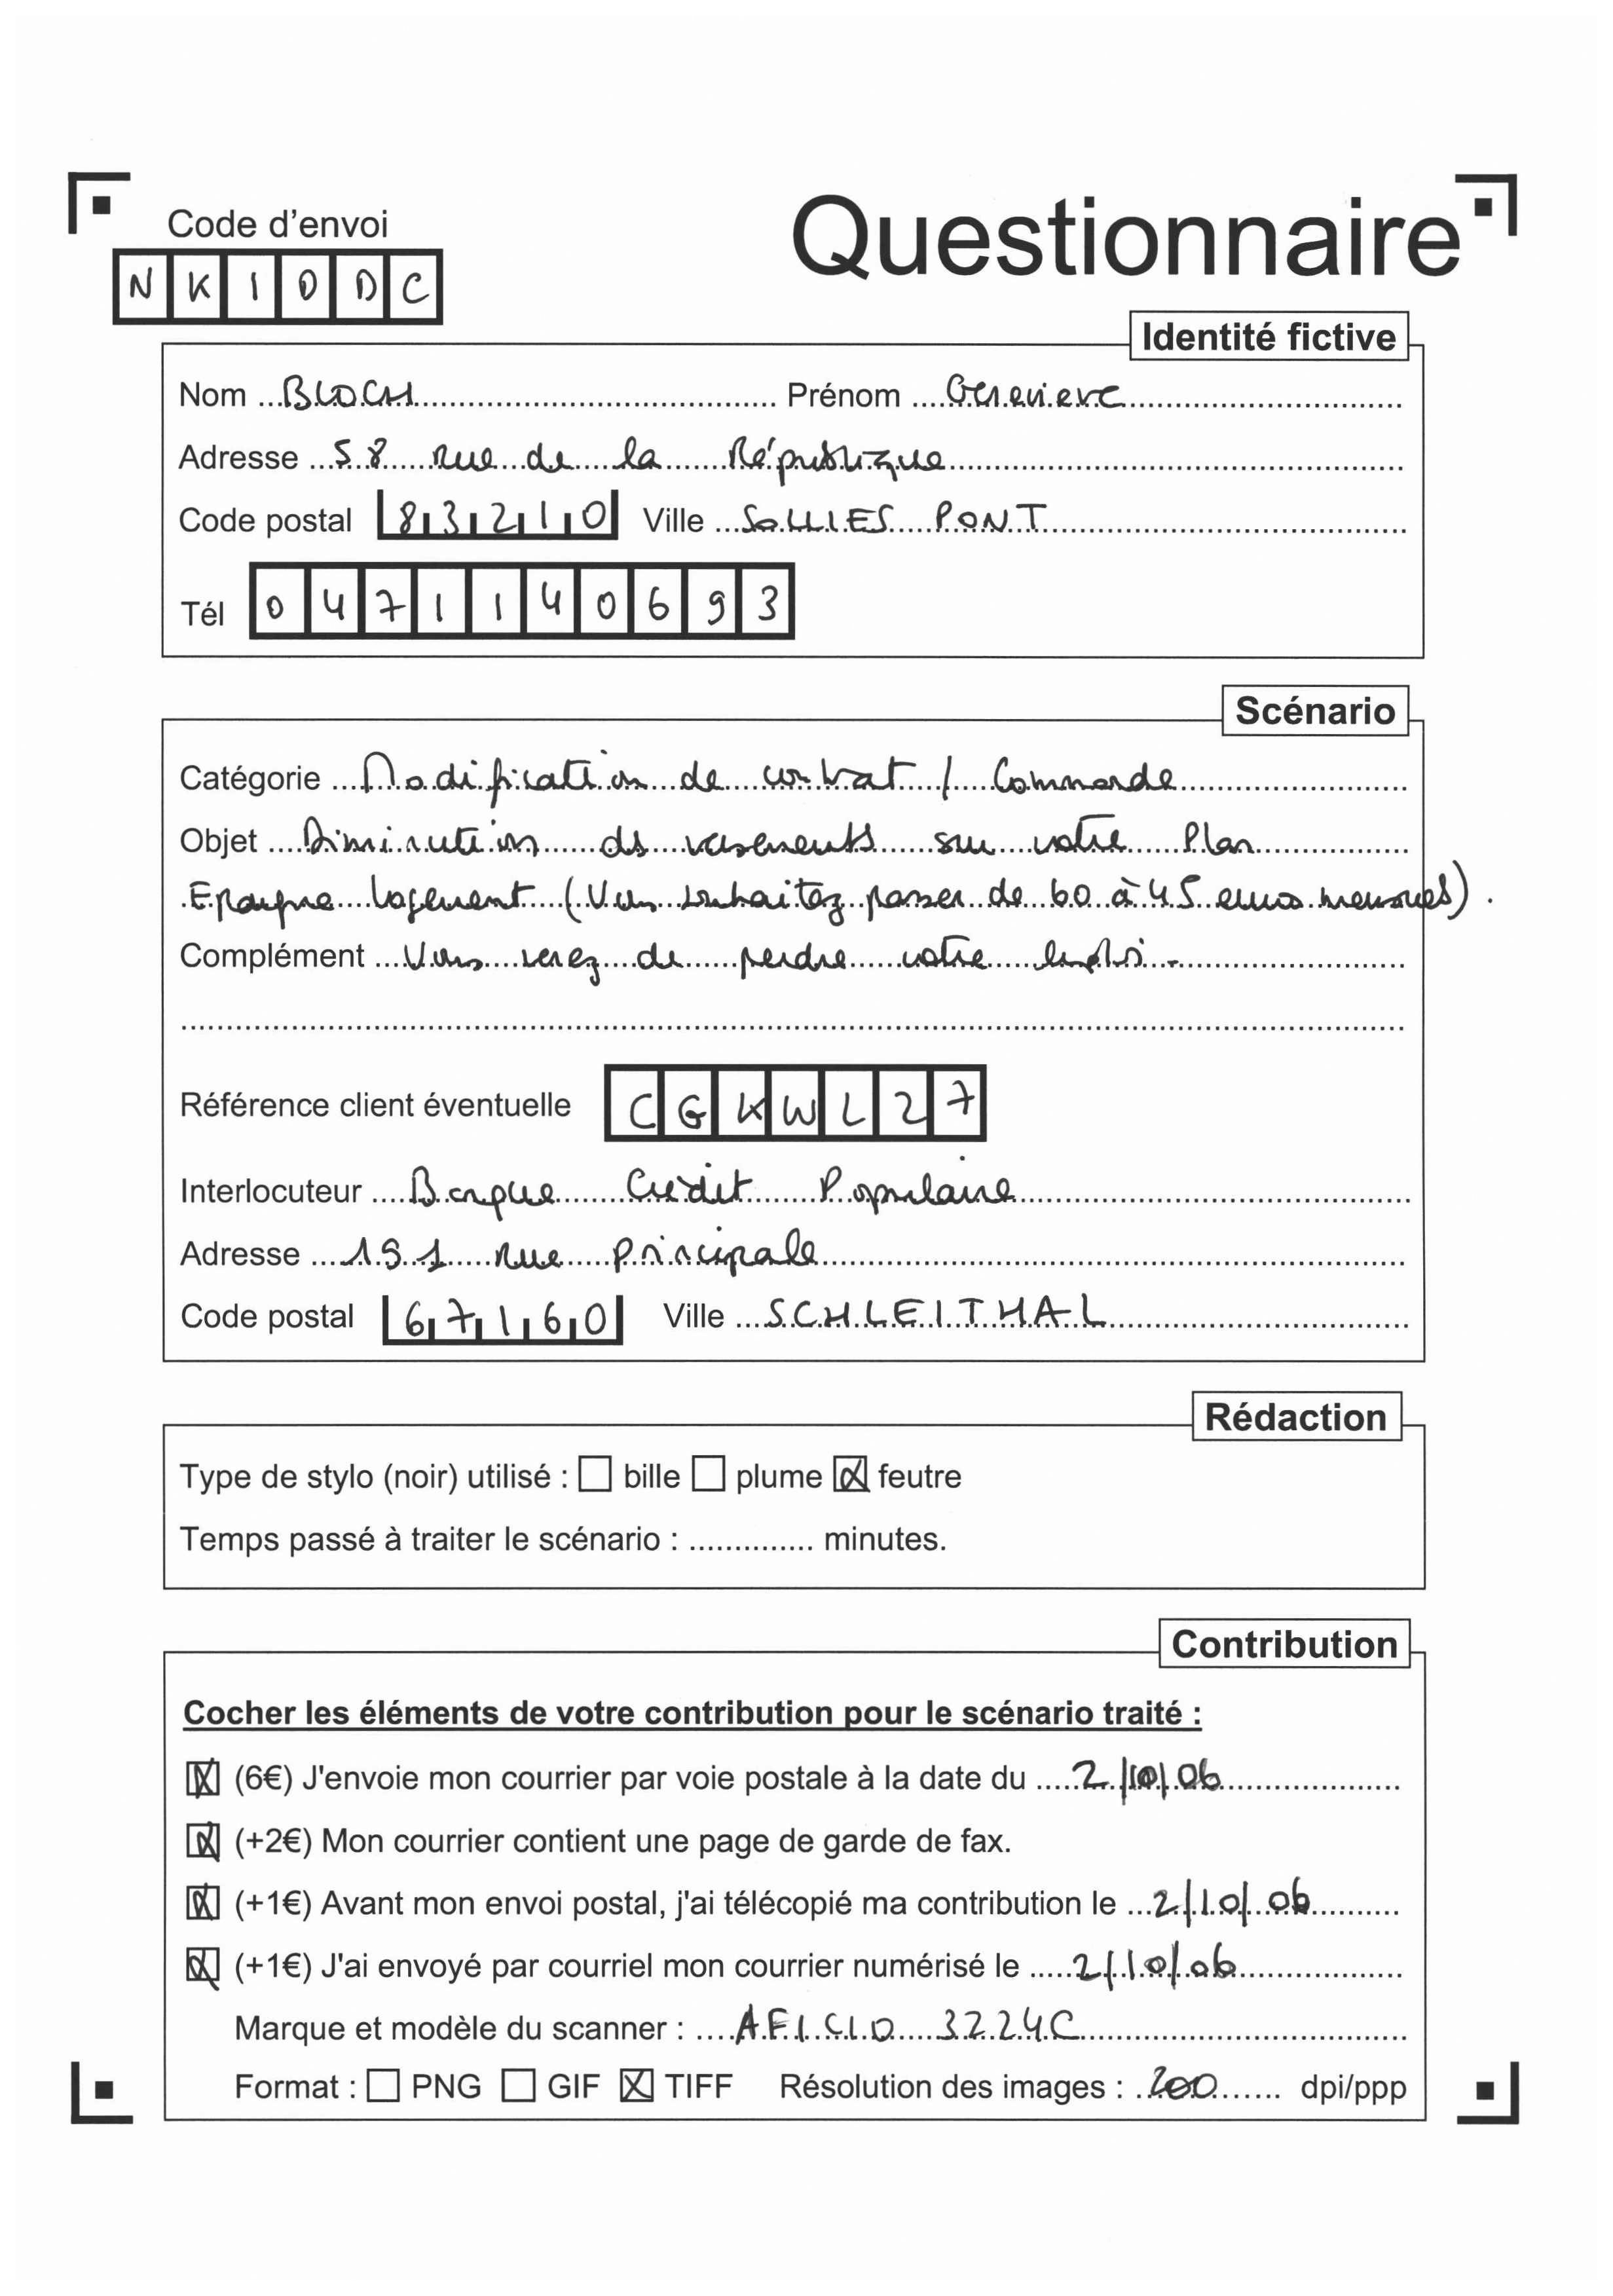 Code d'envoi
Questionnaire
NK10DC
Identité fictive
Nom BLOCH Prénom Genevieve
Adresse 58 rue de la République
Code postal 83210 Ville SOLLIES PONT
Tél 0471140693
Scénario
Catégorie Modification de contrat / Commande
Objet Diminution ds versements sur votre Plan
Epargne logement (Vous souhaitez passer de 60 à 45 euros mensuels).
Complément Vous venez de perdre votre emploi-
Référence client éventuelle CGKWL27
Interlocuteur Banque Crédit Populaire
Adresse 191 rue principale
Code postal 67160 Ville SCHLEITHAL
Rédaction
Type de stylo (noir) utilisé : bille plume feutre
Temps passé à traiter le scénario : .............. minutes.
Contribution
Cocher les éléments de votre contribution pour le scénario traité :
(6€) J'envoie mon courrier par voie postale à la date du 2/10/06
(+2€) Mon courrier contient une page de garde de fax.
(+1€) Avant mon envoi postal, j'ai télécopié ma contribution le 2/10/06
(+1€) J'ai envoyé par courriel mon courrier numérisé le 2/10/06
Marque et modèle du scanner : AFICIO 3224C
Format : PNG GIF TIFF Résolution des images : 200 dpi/ppp